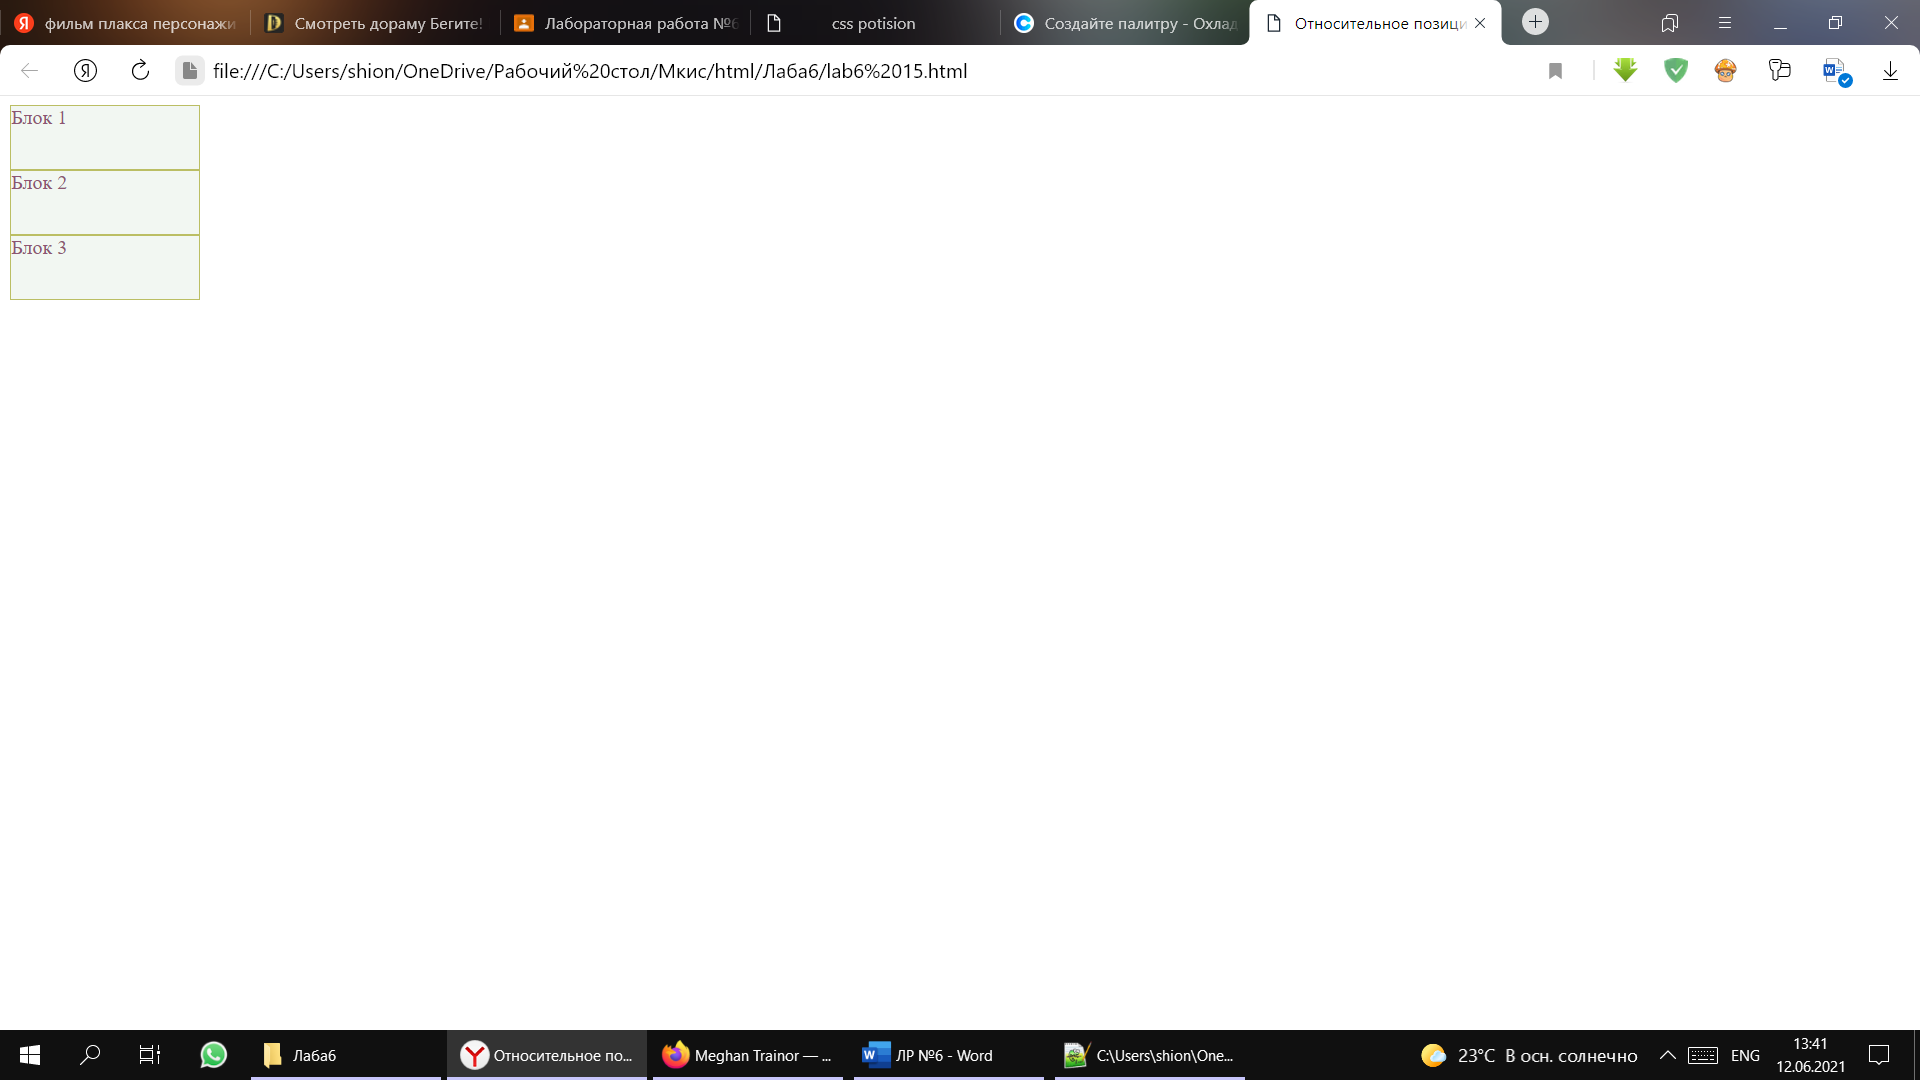 фильм плакса персонажи
Смотреть дораму Бегите!
Лабораторная работа №6
css potision
Создайте палитру - Охлад
Относительное позици
file:///C:/Users/shion/OneDrive/Рабочий%20стол/Мкис/html/Лаба6/lab6%2015.html
Блок 1
Блок 2
Блок 3
Лаба6
Относительное по...
Meghan Trainor — ...
ЛР №6 - Word
C:\Users\shion\One...
23°C В осн. солнечно
ENG
13:41
12.06.2021